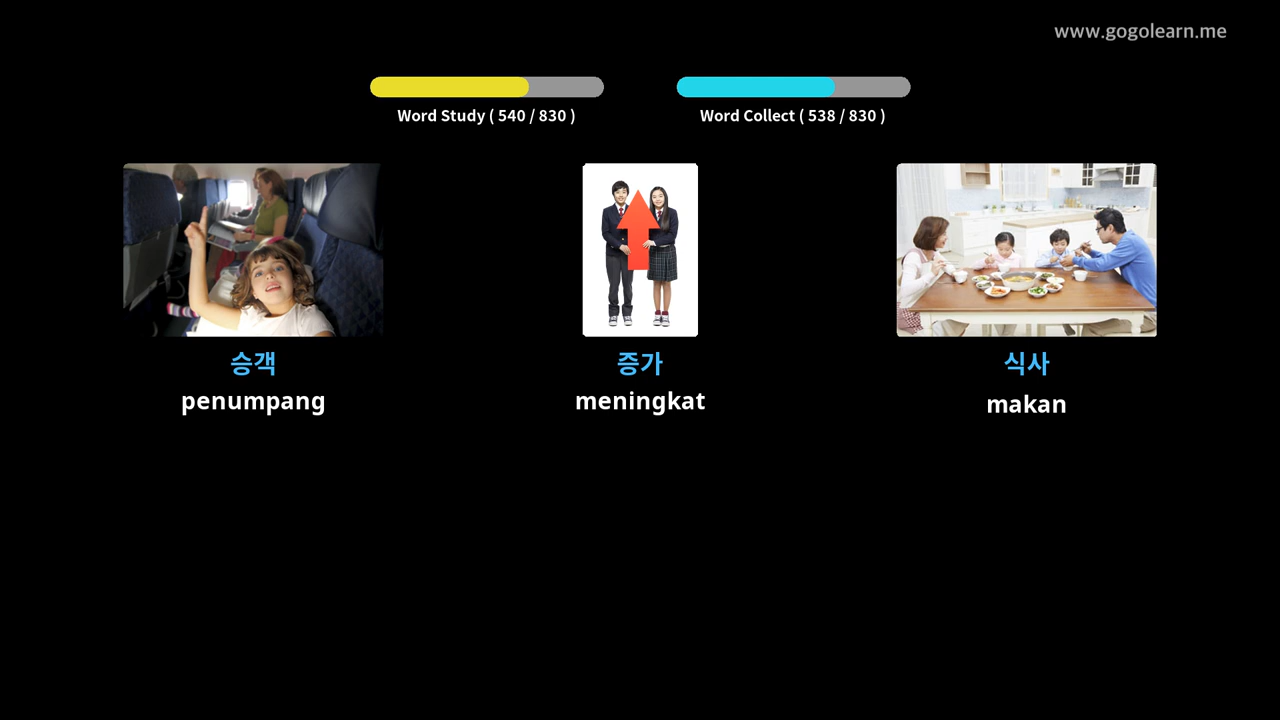 www.gogolearn.me
Word Study ( 540 / 830 )
Word Collect ( 538 / 830 )
승객
penumpang
증가
meningkat
식사
makan